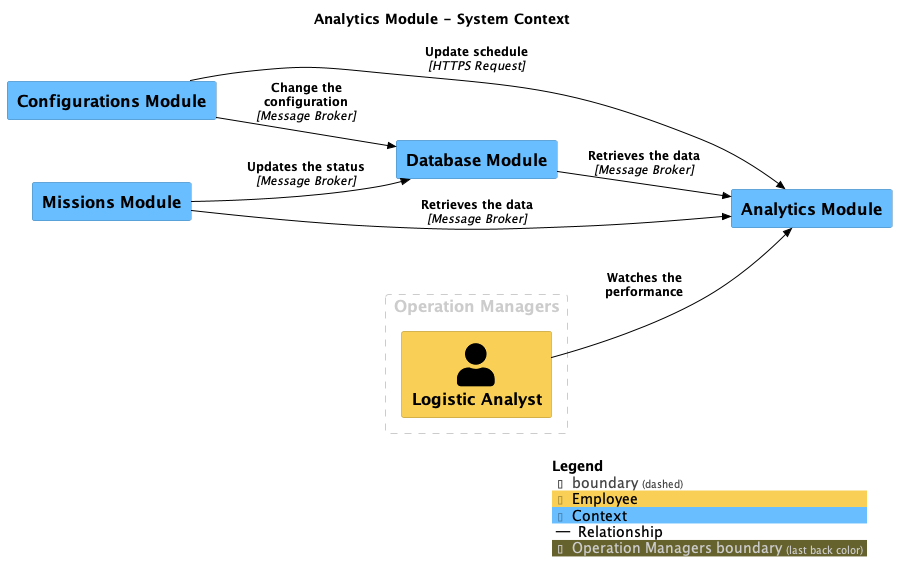 Analytics Module - System Context
Update schedule
[HTTPS Request]
Change the
configuration
[Message Broker]
Configurations Module
Database Module
Retrieves the data
[Message Broker]
Updates the status
[Message Broker]
Missions Module
Analytics Module
Retrieves the data
[Message Broker]
Watches the
performance
Operation Managers
Logistic Analyst
Legend
boundary (dashed)
Employee
Context
Relationship
Operation Managers boundary (last back color)